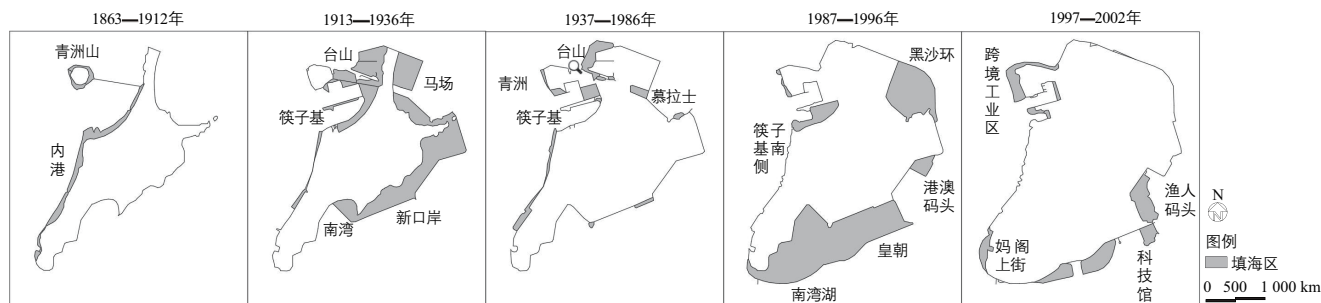 1863—1912年
青洲山
内港
1913—1936年
台山
马场
筷子基
新口岸
南湾
1937—1986年
台山
青洲
慕拉士
筷子基
1987—1996年
黑沙环
筷子
基南
侧
港澳
码头
皇朝
南湾湖
1997—2002年
跨境工业区
渔人
码头
妈阁
上街
科技馆
N
图例
填海区
0 500 1 000 km